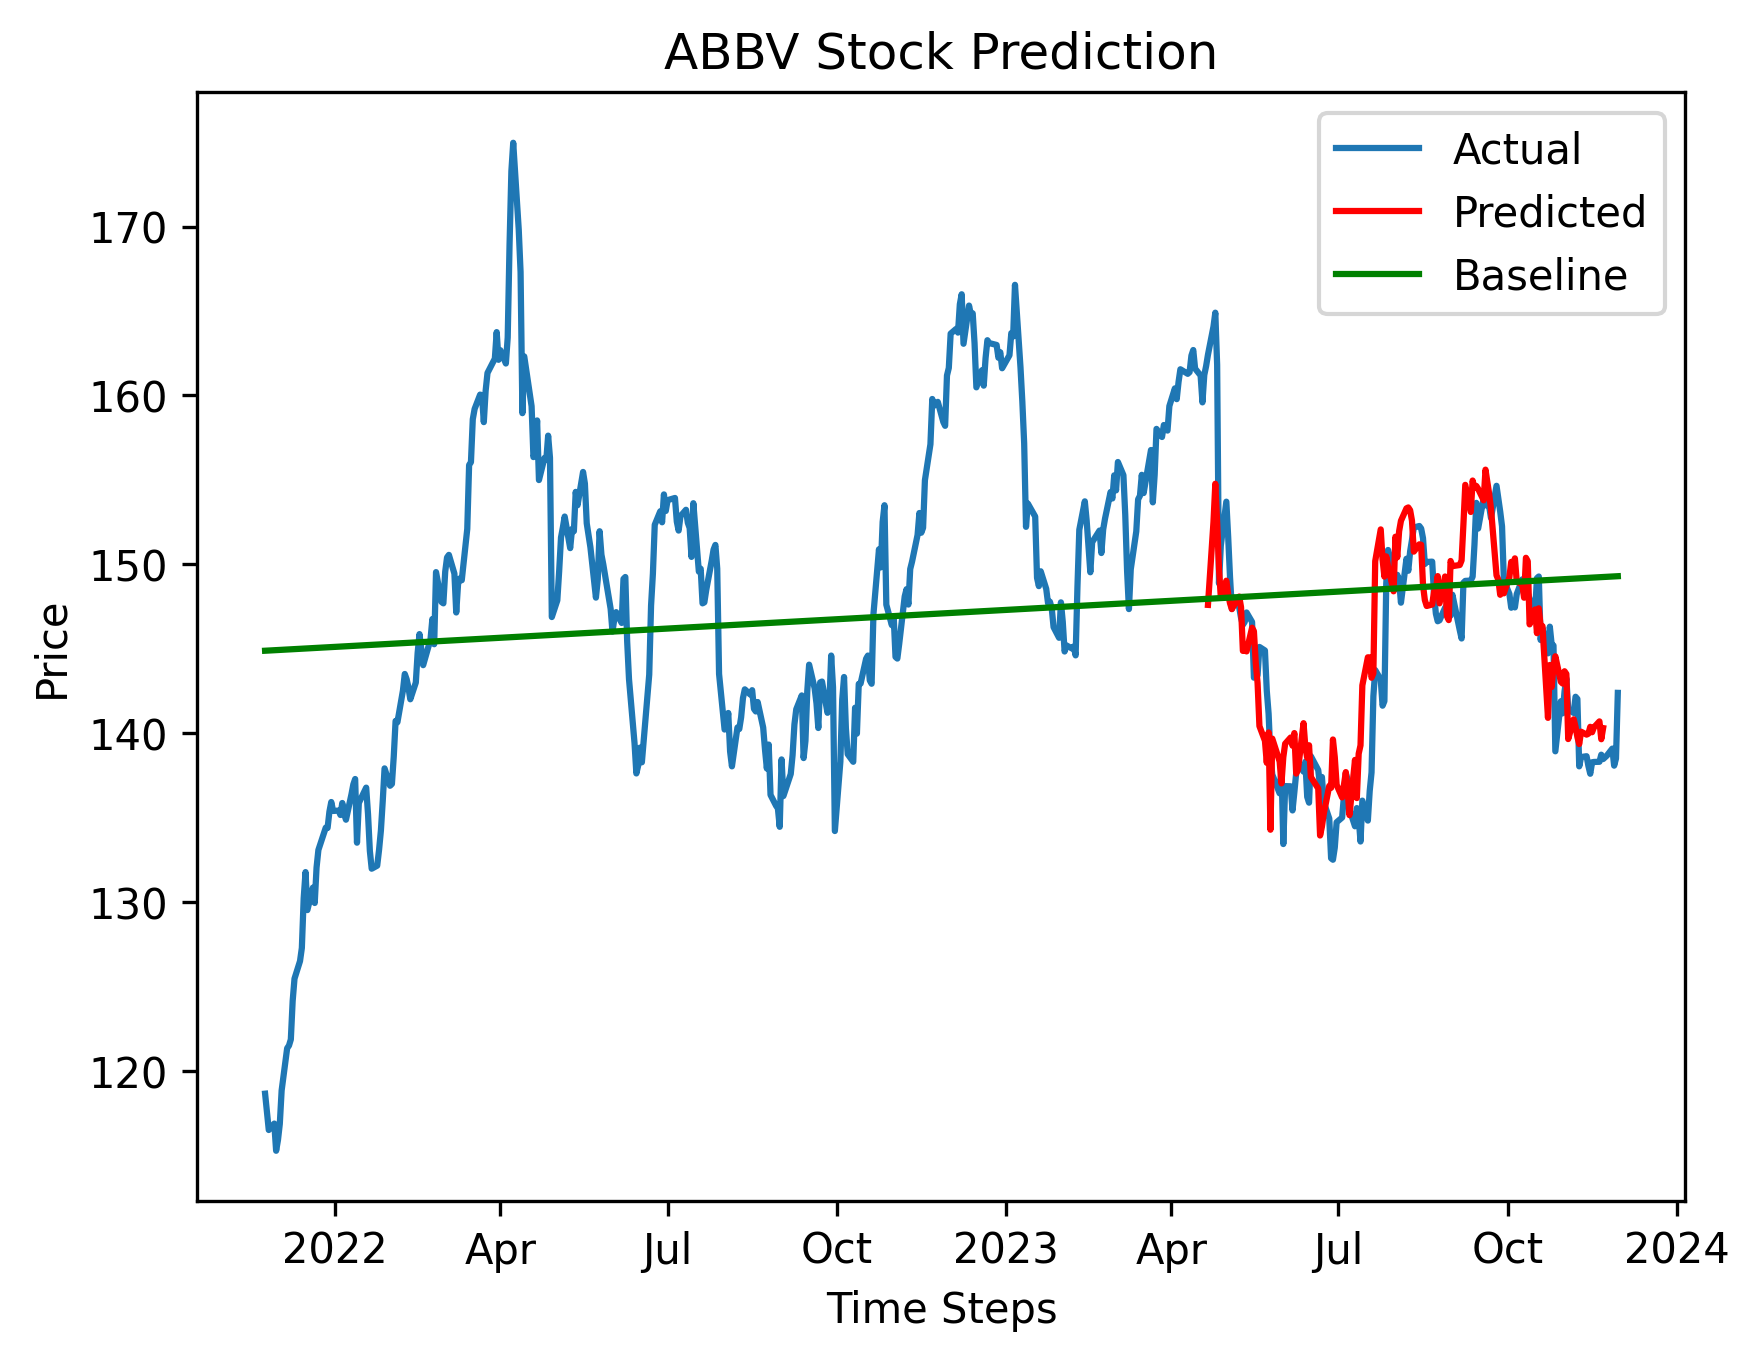 ABBV Stock Prediction
Actual
Predicted
Baseline
Price
170
160
150
140
130
120
2022 Apr Jul Oct 2023 Apr Jul Oct 2024
Time Steps